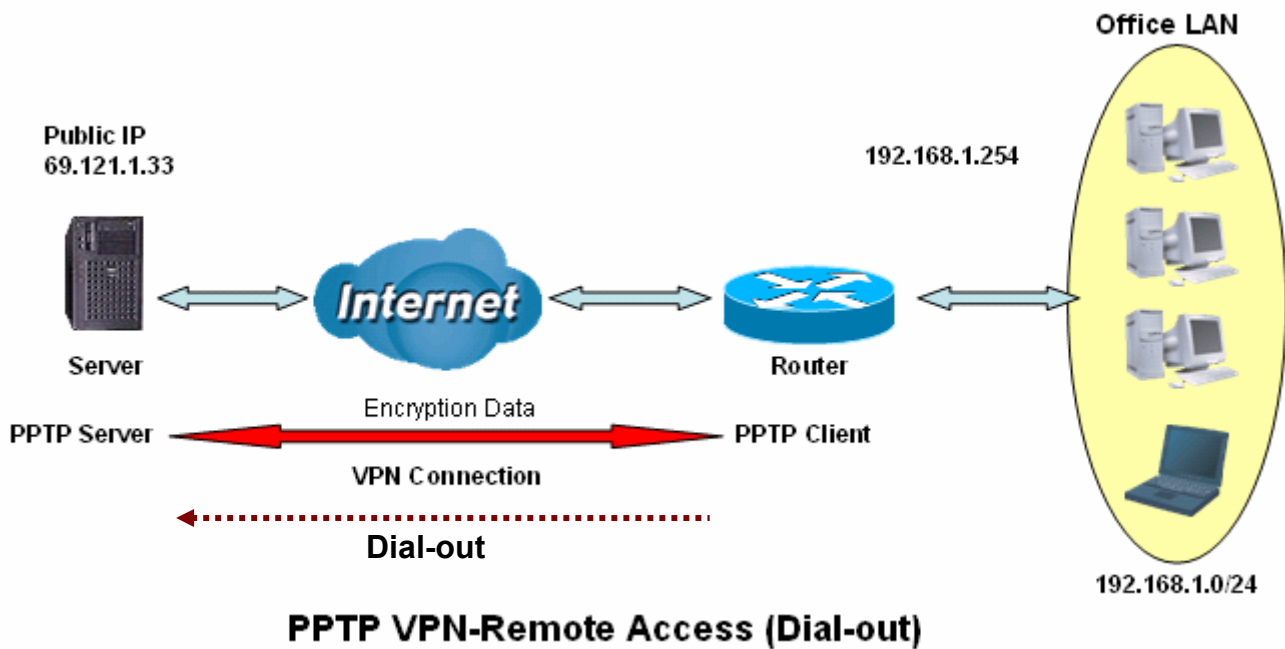 Office LAN
Public IP
69.121.1.33
192.168.1.254
Internet
Server
Router
Encryption Data
PPTP Server
PPTP Client
VPN Connection
Dial-out
192.168.1.0/24
PPTP VPN-Remote Access (Dial-out)